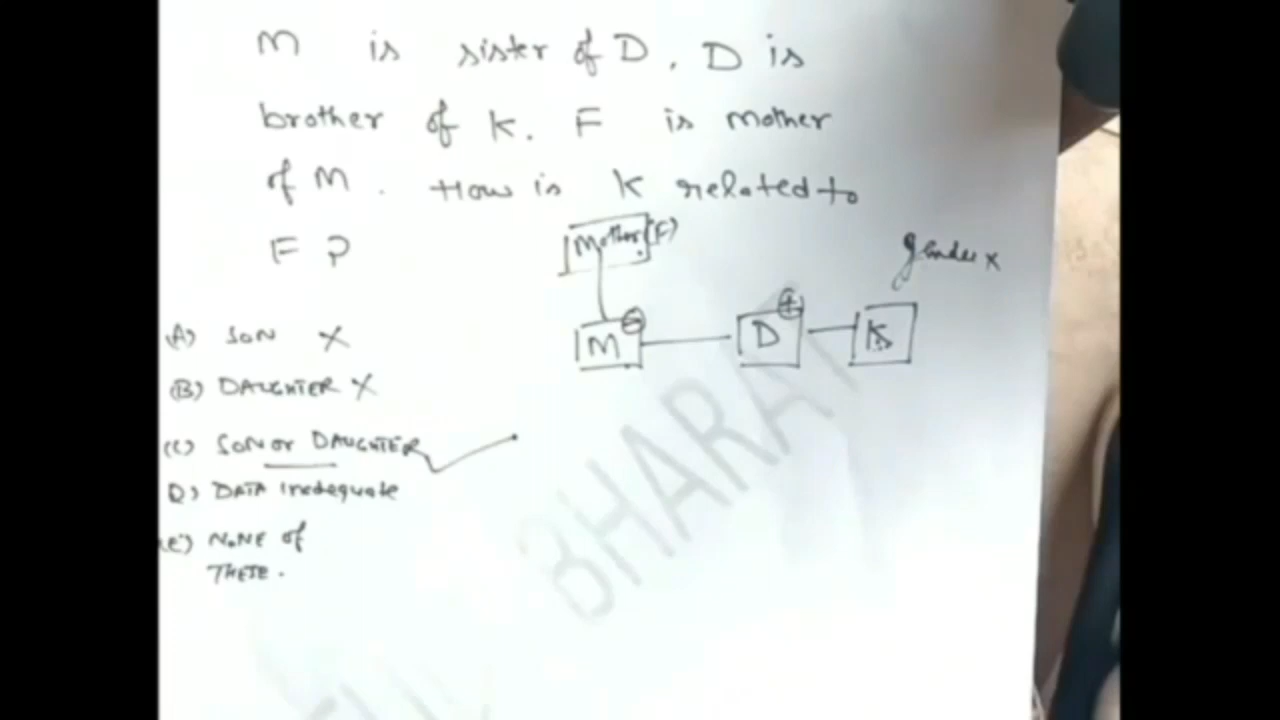 M is sister of D. D is
brother of K. F is mother
of M. How is K related to
F ?
Mother (F)
Gender x
M - D + K
(A) SON X
(B) DAUGHTER X
(C) SON or DAUGHTER
D) DATA inadequate
(E) NONE of
THESE.
BHARAT